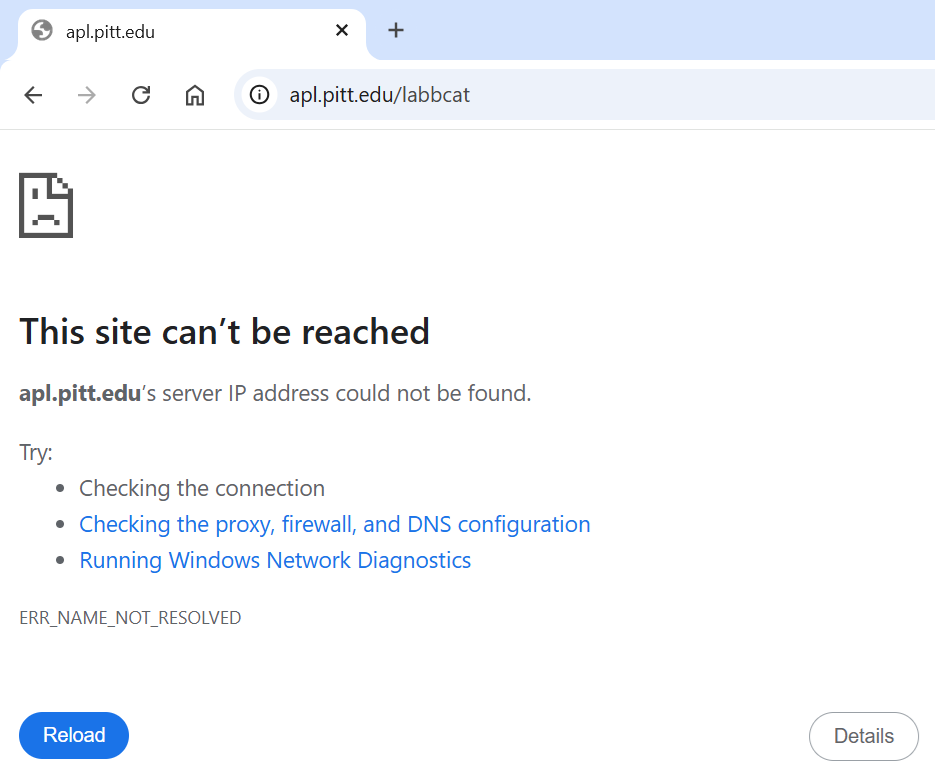 apl.pitt.edu
apl.pitt.edu/labbcat
This site can’t be reached
apl.pitt.edu’s server IP address could not be found.
Try:
Checking the connection
Checking the proxy, firewall, and DNS configuration
Running Windows Network Diagnostics
ERR_NAME_NOT_RESOLVED
Reload Details